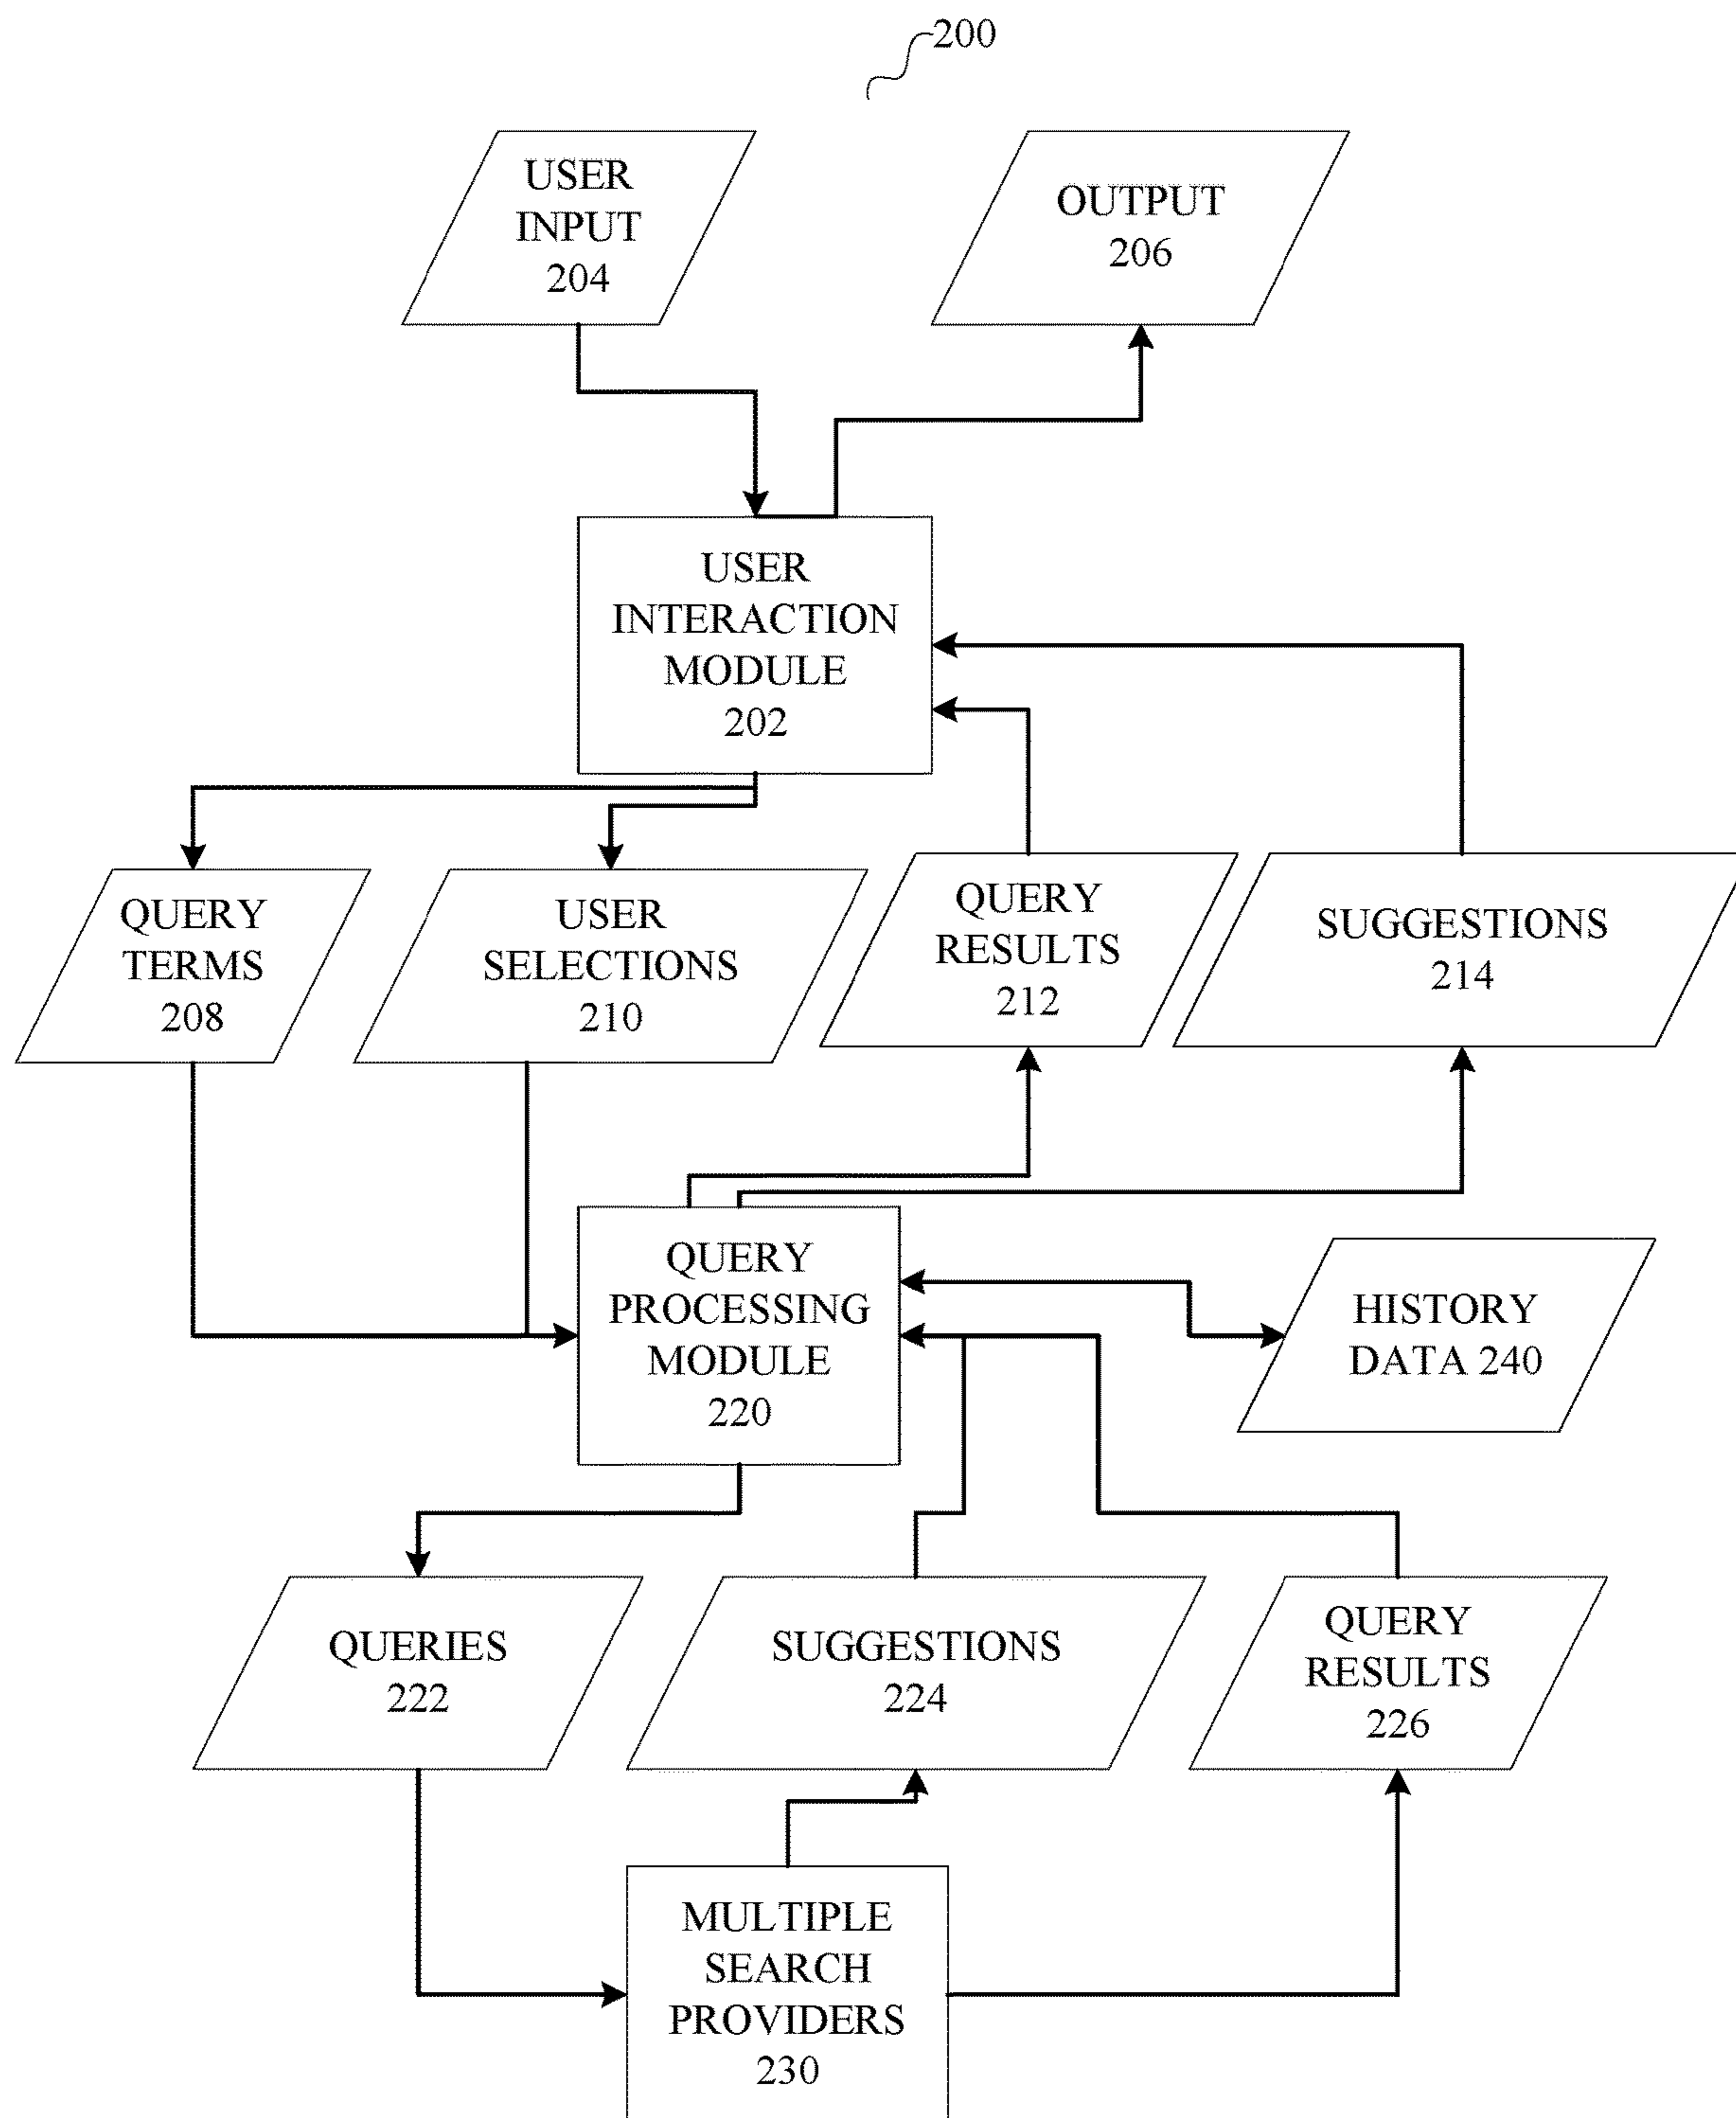 200
USER
INPUT
204
OUTPUT
206
USER
INTERACTION
MODULE
202
QUERY
TERMS
208
USER
SELECTIONS
210
QUERY
RESULTS
212
SUGGESTIONS
214
QUERY
PROCESSING
MODULE
220
HISTORY
DATA 240
QUERIES
222
SUGGESTIONS
224
QUERY
RESULTS
226
MULTIPLE
SEARCH
PROVIDERS
230